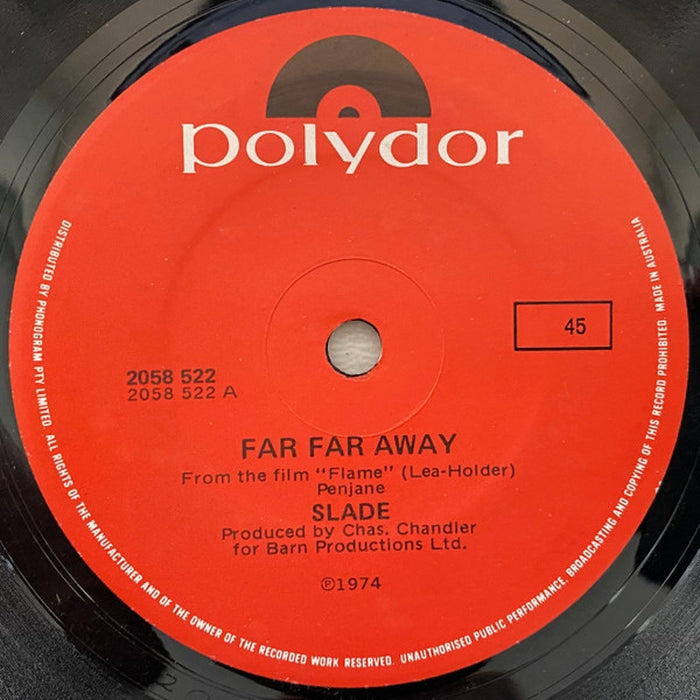 polydor
45
2058 522
2058 522 A
FAR FAR AWAY
From the film "Flame" (Lea-Holder)
Penjane
SLADE
Produced by Chas. Chandler
for Barn Productions Ltd.
℗1974
DISTRIBUTED BY PHONOGRAM PTY LIMITED. ALL RIGHTS OF THE MANUFACTURER AND OF THE OWNER OF THE RECORDED WORK RESERVED. UNAUTHORISED PUBLIC PERFORMANCE, BROADCASTING AND COPYING OF THIS RECORD PROHIBITED. MADE IN AUSTRALIA